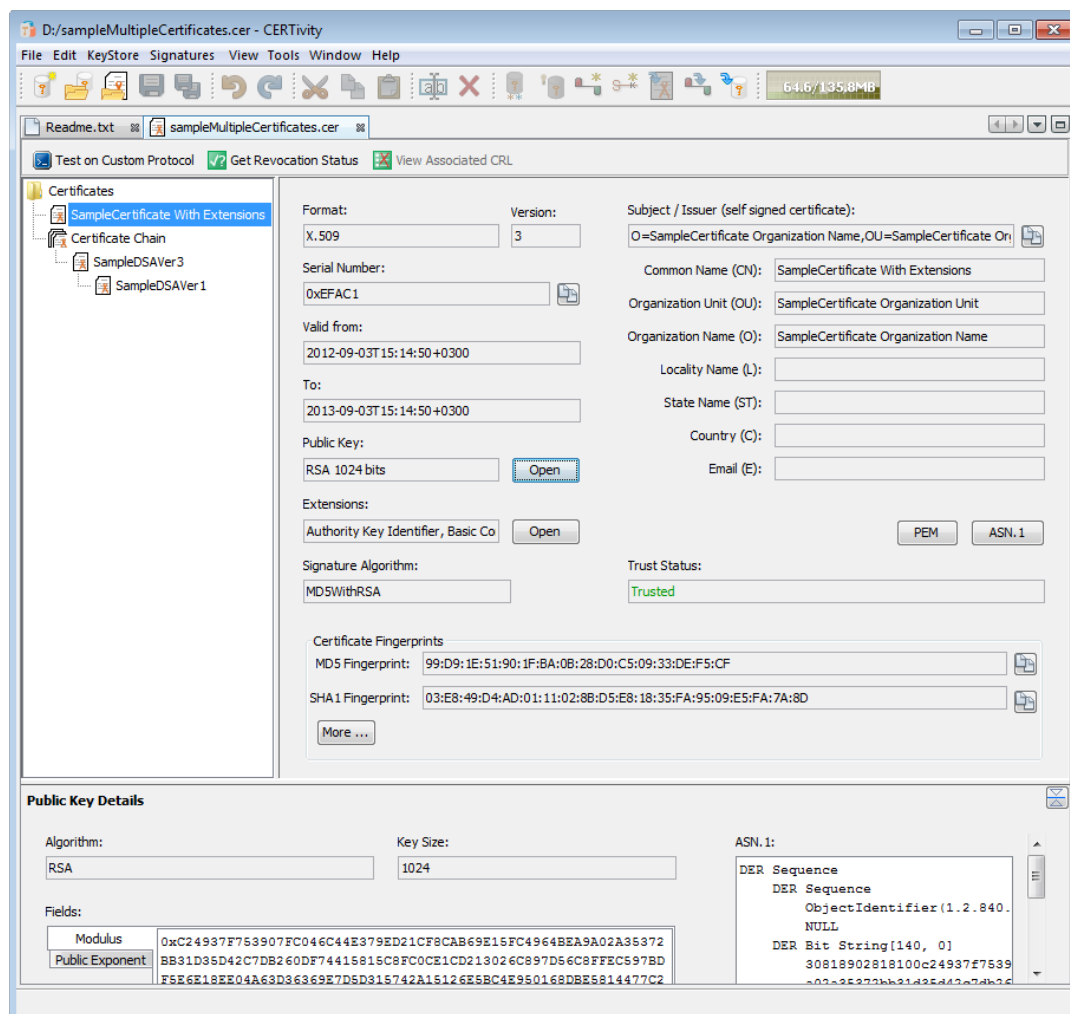 D:/sampleMultipleCertificates.cer - CERTivity
File Edit KeyStore Signatures View Tools Window Help
64.6/135.8MB
Readme.txt
sampleMultipleCertificates.cer
Test on Custom Protocol Get Revocation Status View Associated CRL
Certificates
SampleCertificate With Extensions
Certificate Chain
SampleDSAVer3
SampleDSAVer1
Format:
X.509
Version:
3
Serial Number:
0xEFAC1
Valid from:
2012-09-03T15:14:50+0300
To:
2013-09-03T15:14:50+0300
Public Key:
RSA 1024 bits
Open
Extensions:
Authority Key Identifier, Basic Co
Open
Signature Algorithm:
MD5WithRSA
Subject / Issuer (self signed certificate):
O=SampleCertificate Organization Name,OU=SampleCertificate Or
Common Name (CN): SampleCertificate With Extensions
Organization Unit (OU): SampleCertificate Organization Unit
Organization Name (O): SampleCertificate Organization Name
Locality Name (L):
State Name (ST):
Country (C):
Email (E):
PEM
ASN.1
Trust Status:
Trusted
Certificate Fingerprints
MD5 Fingerprint: 99:D9:1E:51:90:1F:BA:0B:28:D0:C5:09:33:DE:F5:CF
SHA1 Fingerprint: 03:E8:49:D4:AD:01:11:02:8B:D5:E8:18:35:FA:95:09:E5:FA:7A:8D
More ...
Public Key Details
Algorithm:
RSA
Key Size:
1024
Fields:
Modulus
Public Exponent
0xC24937F753907FC046C44E379ED21CF8CAB69E15FC4964BEA9A02A35372
BB31D35D42C7DB260DF74415815C8FC0CE1CD213026C897D56C8FFEC597BD
F5E6E18EE04A63D36369E7D5D315742A15126E5BC4E950168DBE5814477C2
ASN.1:
DER Sequence
DER Sequence
ObjectIdentifier(1.2.840.
NULL
DER Bit String[140, 0]
30818902818100c24937f7539
a02a35372bb31d35d42c7db26